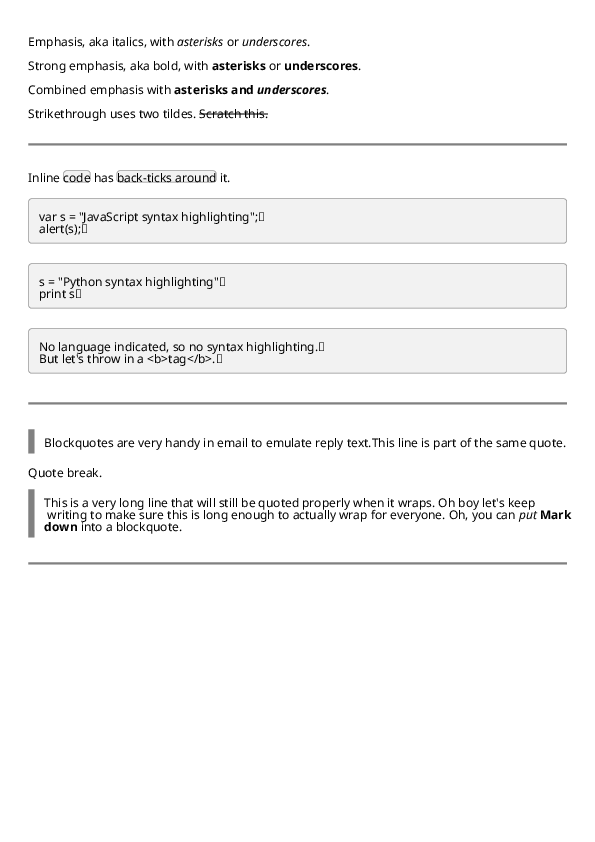 Emphasis, aka italics, with asterisks or underscores.
Strong emphasis, aka bold, with asterisks or underscores.
Combined emphasis with asterisks and underscores.
Strikethrough uses two tildes. Scratch this.
Inline code has back-ticks around it.
var s = "JavaScript syntax highlighting";
alert(s);
s = "Python syntax highlighting"
print s
No language indicated, so no syntax highlighting.
But let's throw in a <b>tag</b>.
Blockquotes are very handy in email to emulate reply text.This line is part of the same quote.
Quote break.
This is a very long line that will still be quoted properly when it wraps. Oh boy let's keep
writing to make sure this is long enough to actually wrap for everyone. Oh, you can put Mark
down into a blockquote.